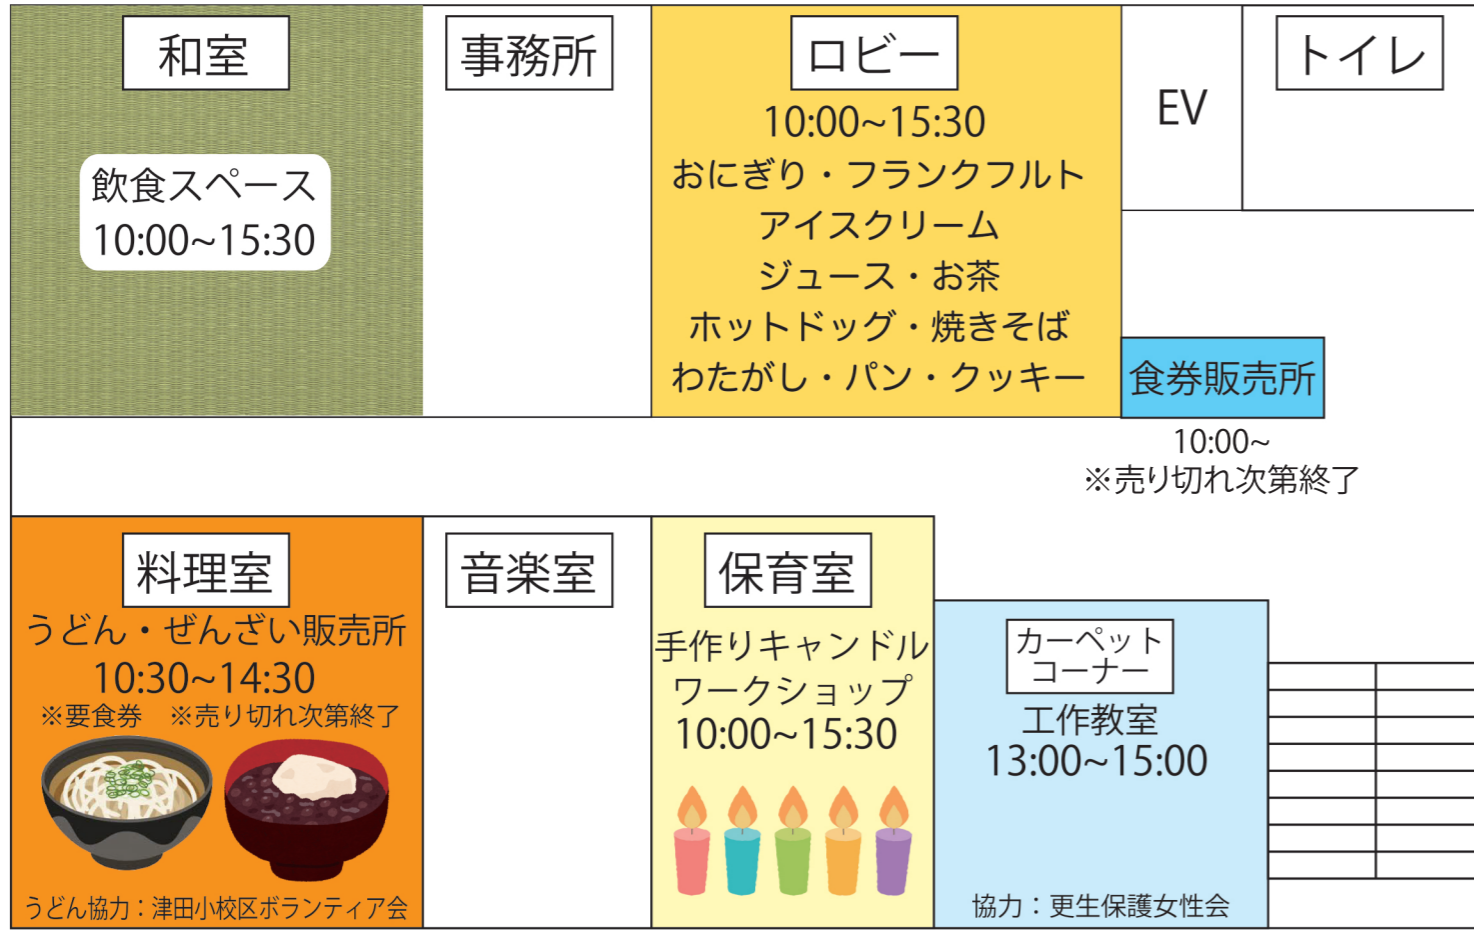 和室
飲食スペース
10:00~15:30
事務所
ロビー
10:00~15:30
おにぎり・フランクフルト
アイスクリーム
ジュース・お茶
ホットドッグ・焼きそば
わたがし・パン・クッキー
EV
トイレ
食券販売所
10:00~
※売り切れ次第終了
料理室
うどん・ぜんざい販売所
10:30~14:30
※要食券　※売り切れ次第終了
うどん協力：津田小校区ボランティア会
音楽室
保育室
手作りキャンドル
ワークショップ
10:00~15:30
カーペット
コーナー
工作教室
13:00~15:00
協力：更生保護女性会